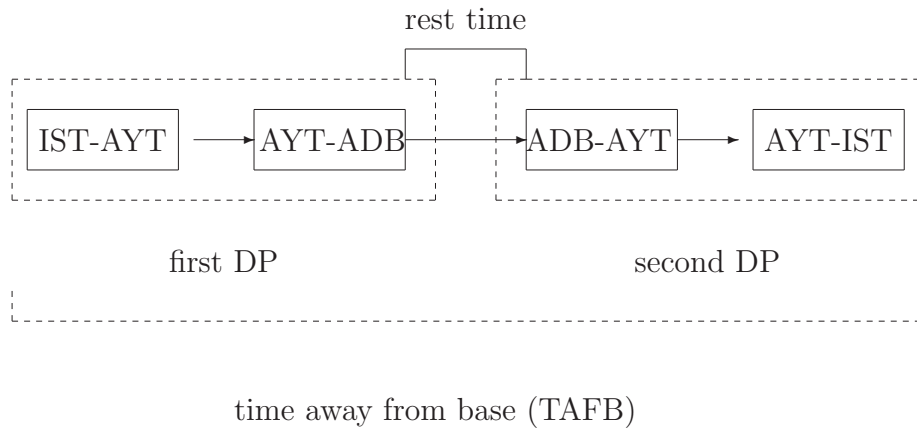 rest time
IST-AYT AYT-ADB ADB-AYT AYT-IST
first DP second DP
time away from base (TAFB)